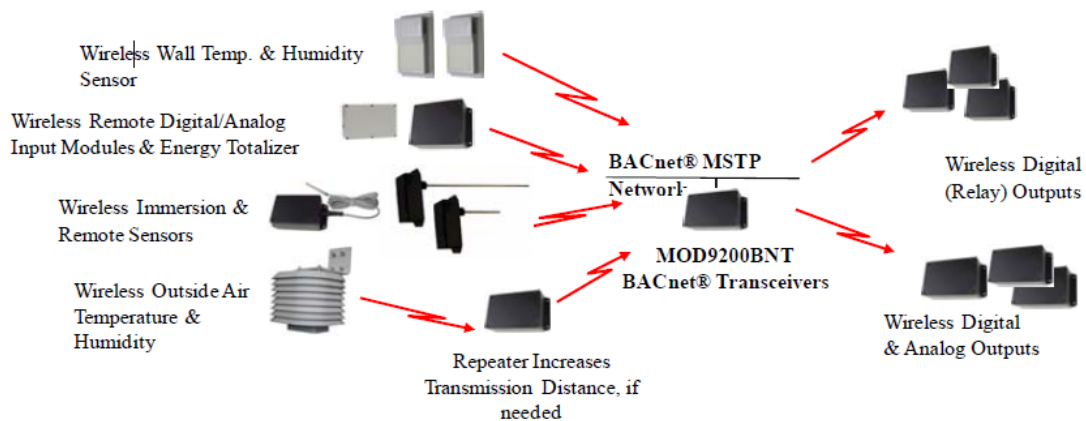 Wireless Wall Temp. & Humidity
Sensor
Wireless Remote Digital/Analog
Input Modules & Energy Totalizer
Wireless Immersion &
Remote Sensors
Wireless Outside Air
Temperature &
Humidity
Repeater Increases
Transmission Distance, if
needed
BACnet® MSTP
Network
MOD9200BNT
BACnet® Transceivers
Wireless Digital
(Relay) Outputs
Wireless Digital
& Analog Outputs